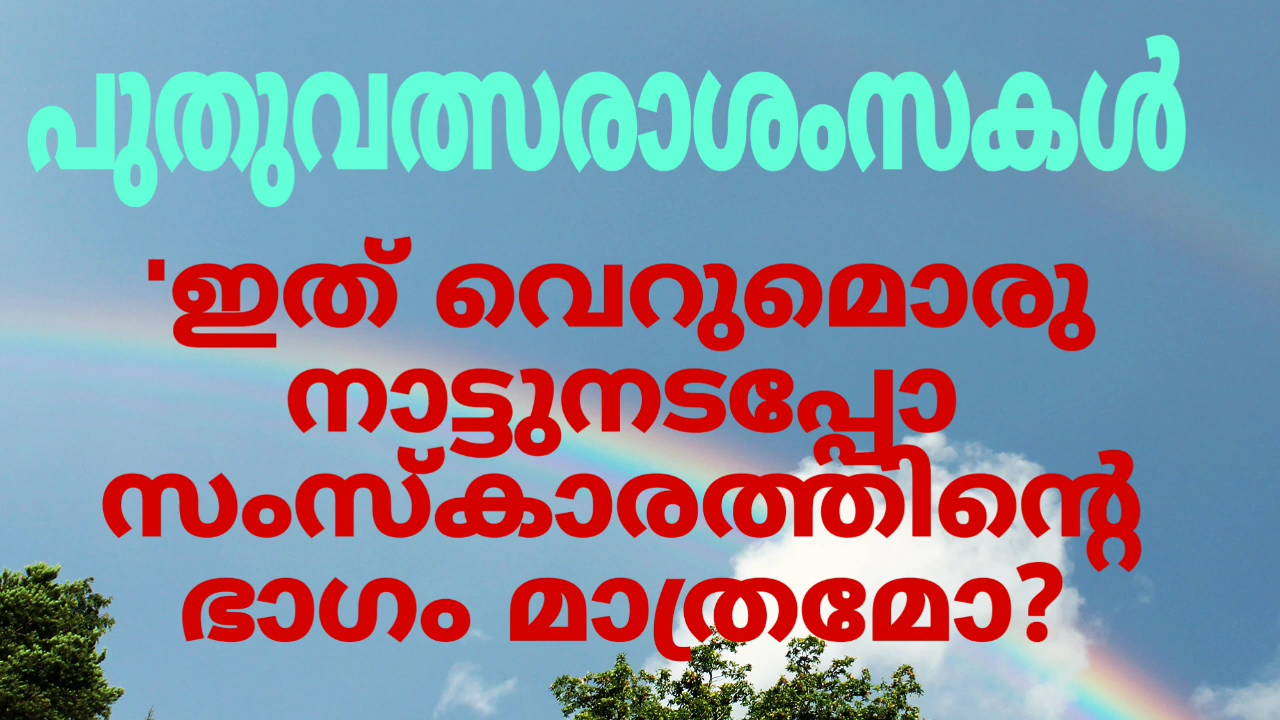 പുതുവത്സരാശംസകൾ
'ഇത് വെറുമൊരു
നാട്ടുനടപ്പോ
സംസ്കാരത്തിന്റെ
ഭാഗം മാത്രമോ?